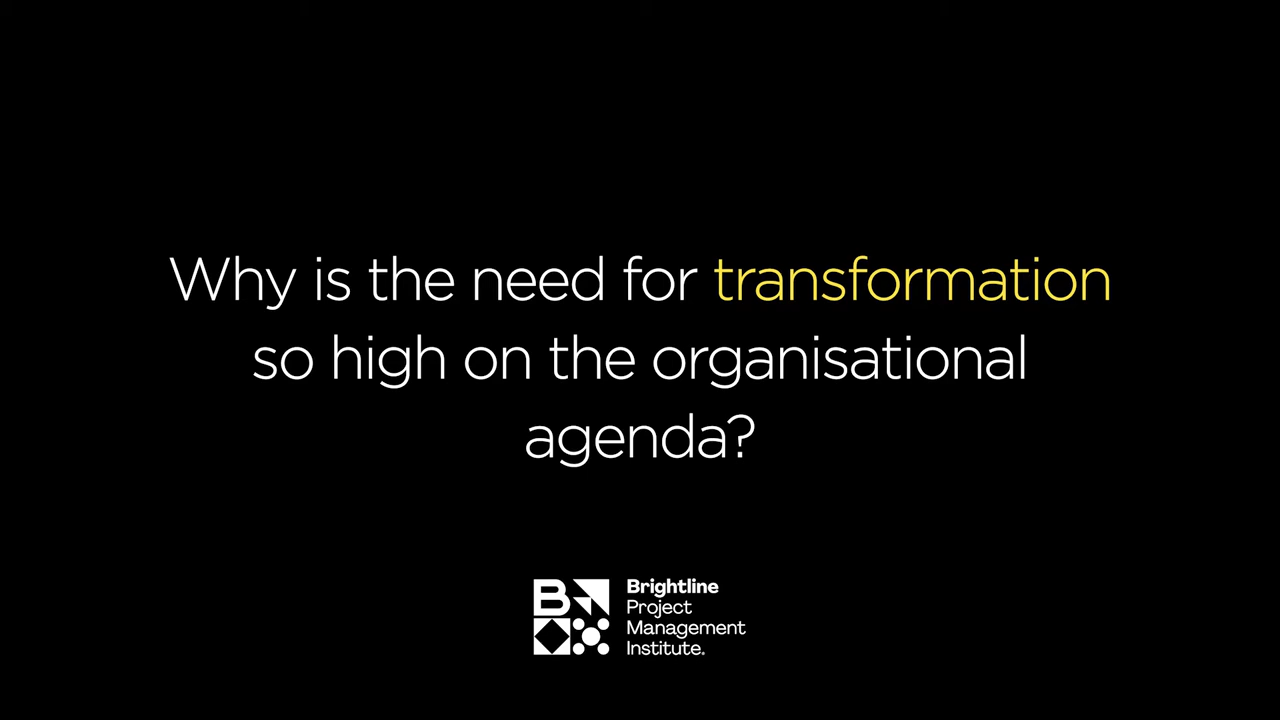 Why is the need for transformation
so high on the organisational
agenda?
B
Brightline
Project
Management
Institute.